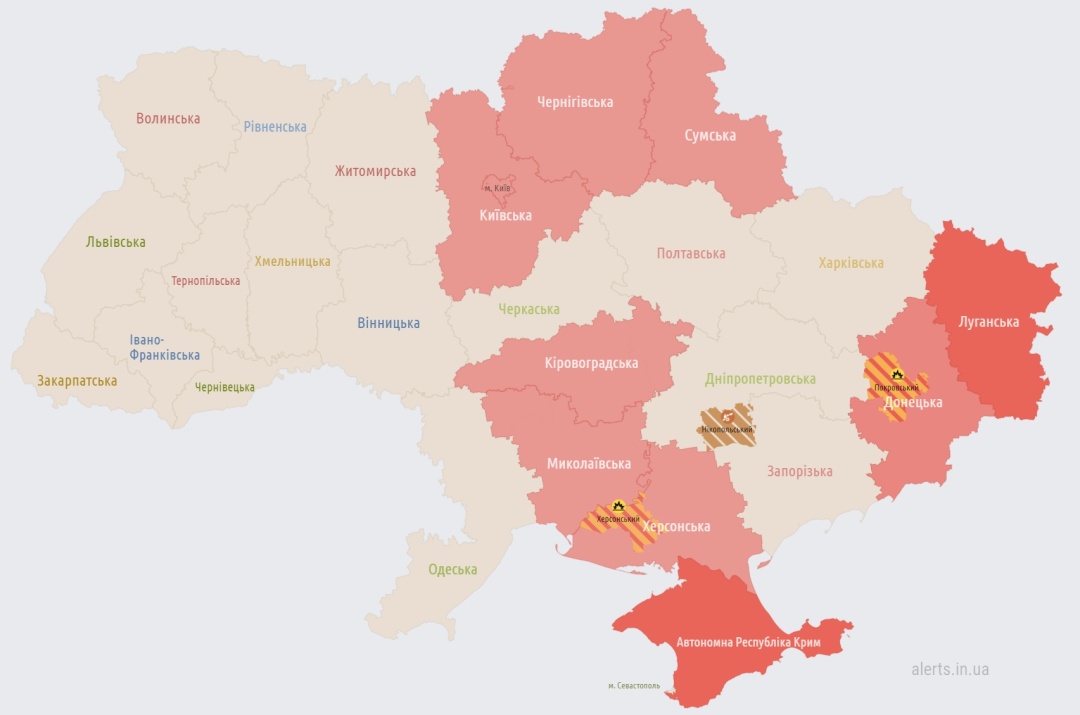 Чернігівська
Волинська
Рівненська
Сумська
Житомирська
м. Київ
Київська
Львівська
Полтавська
Хмельницька
Харківська
Тернопільська
Черкаська
Вінницька
Луганська
Івано-
Франківська
Кіровоградська
Закарпатська
Чернівецька
Дніпропетровська
Покровський
Донецька
Нікопольський
Миколаївська
Запорізька
Херсонський
Херсонська
Одеська
Автономна Республіка Крим
alerts.in.ua
м. Севастополь